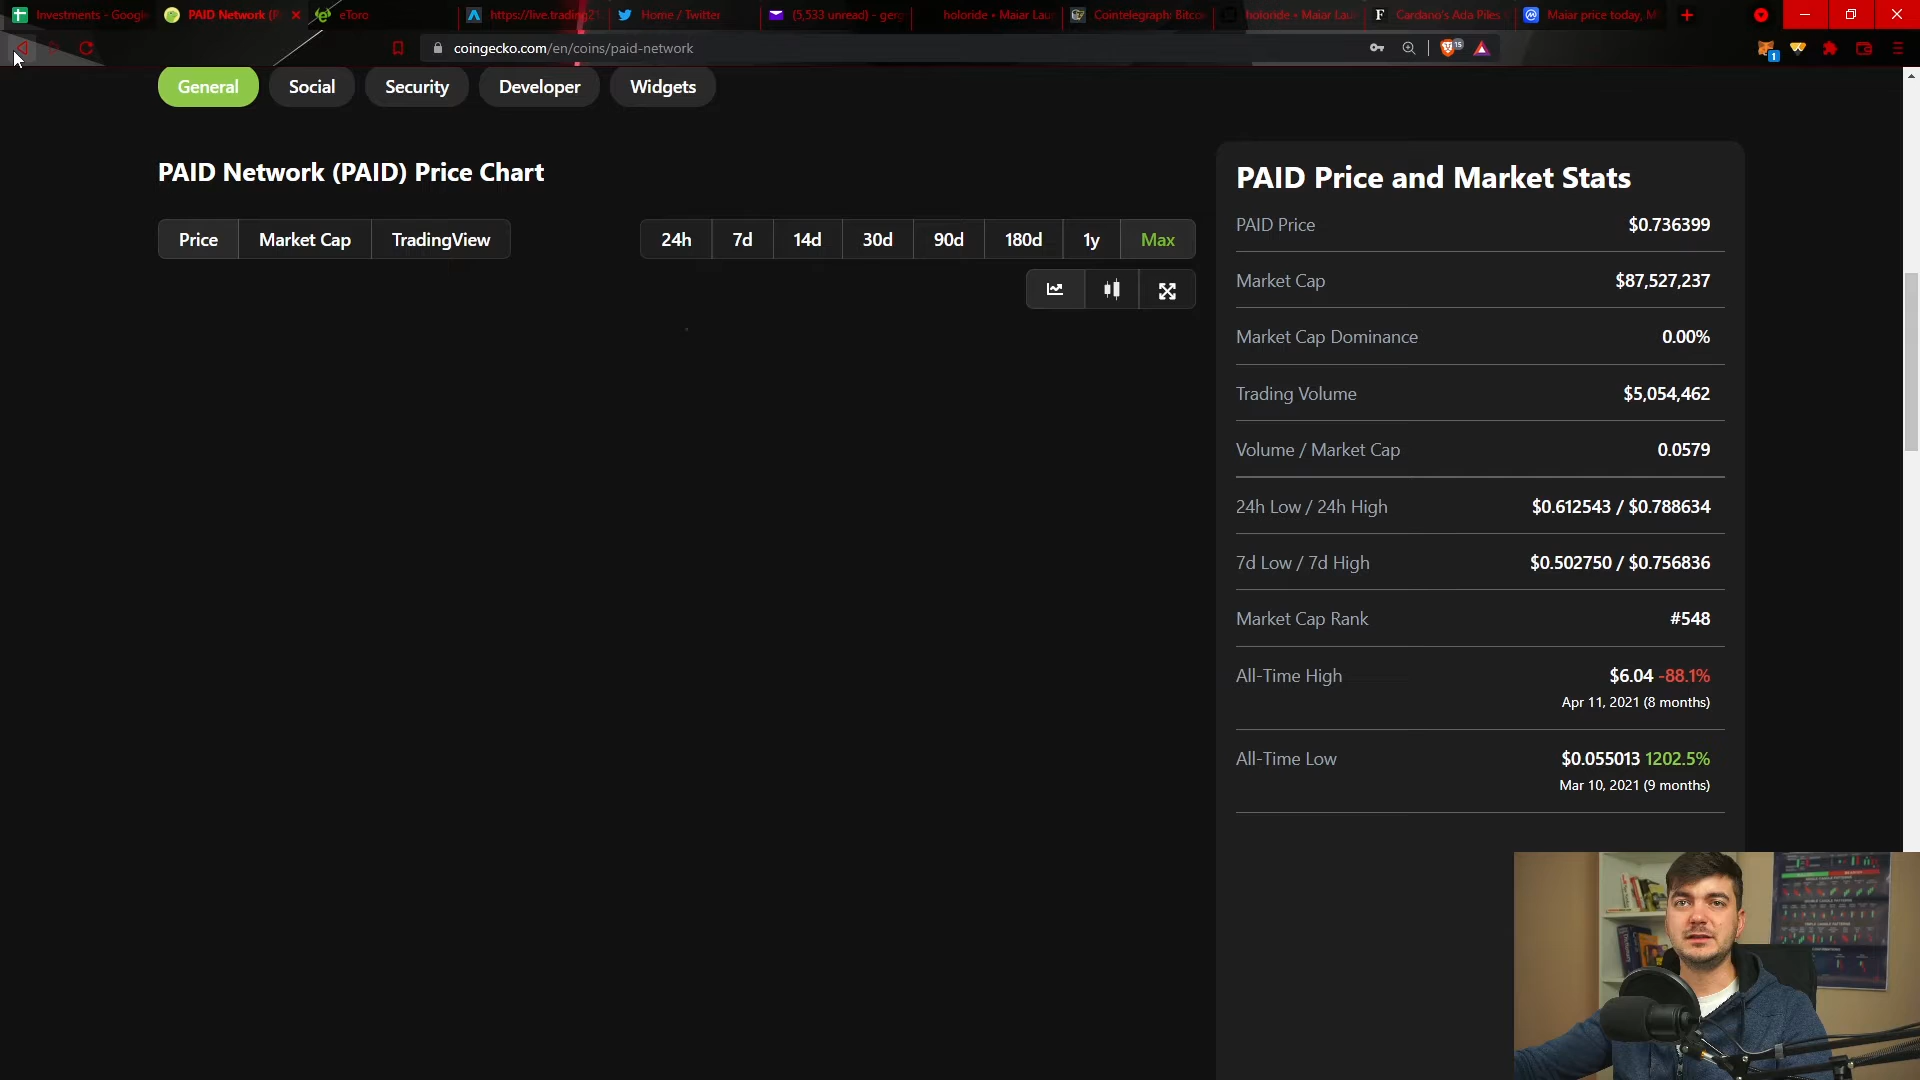 Investments - Google
PAID Network (P
eToro
https://live.trading21
Home / Twitter
(5,533 unread) - gerg
holoride • Maiar Lau
Cointelegraph: Bitcoi
holoride • Maiar Lau
Cardano's Ada Piles
Maiar price today, M
coingecko.com/en/coins/paid-network
15
1
General
Social
Security
Developer
Widgets
PAID Network (PAID) Price Chart
Price
Market Cap
TradingView
24h
7d
14d
30d
90d
180d
1y
Max
PAID Price and Market Stats
PAID Price $0.736399
Market Cap $87,527,237
Market Cap Dominance 0.00%
Trading Volume $5,054,462
Volume / Market Cap 0.0579
24h Low / 24h High $0.612543 / $0.788634
7d Low / 7d High $0.502750 / $0.756836
Market Cap Rank #548
All-Time High $6.04 -88.1%
Apr 11, 2021 (8 months)
All-Time Low $0.055013 1202.5%
Mar 10, 2021 (9 months)